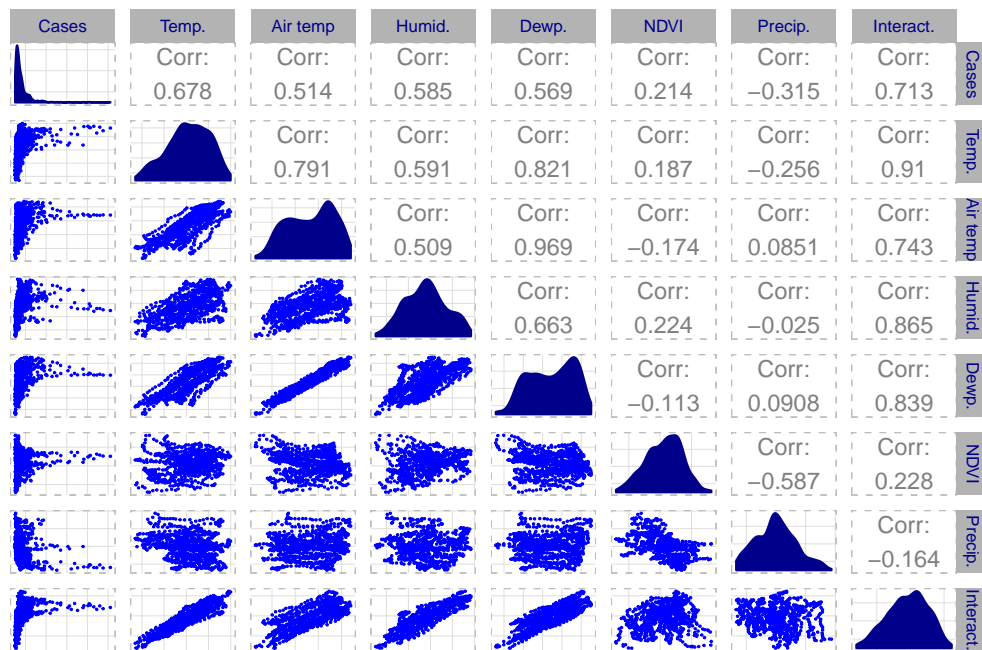 Cases Temp. Air temp Humid. Dewp. NDVI Precip. Interact.
Corr: Corr: Corr: Corr: Corr: Corr: Corr:
0.678 0.514 0.585 0.569 0.214 −0.315 0.713
Cases
Corr: Corr: Corr: Corr: Corr: Corr:
0.791 0.591 0.821 0.187 −0.256 0.91
Temp.
Corr: Corr: Corr: Corr: Corr:
0.509 0.969 −0.174 0.0851 0.743
Air temp
Corr: Corr: Corr: Corr:
0.663 0.224 −0.025 0.865
Humid.
Corr: Corr: Corr:
−0.113 0.0908 0.839
Dewp.
Corr: Corr:
−0.587 0.228
NDVI
Corr:
−0.164
Precip.
Interact.